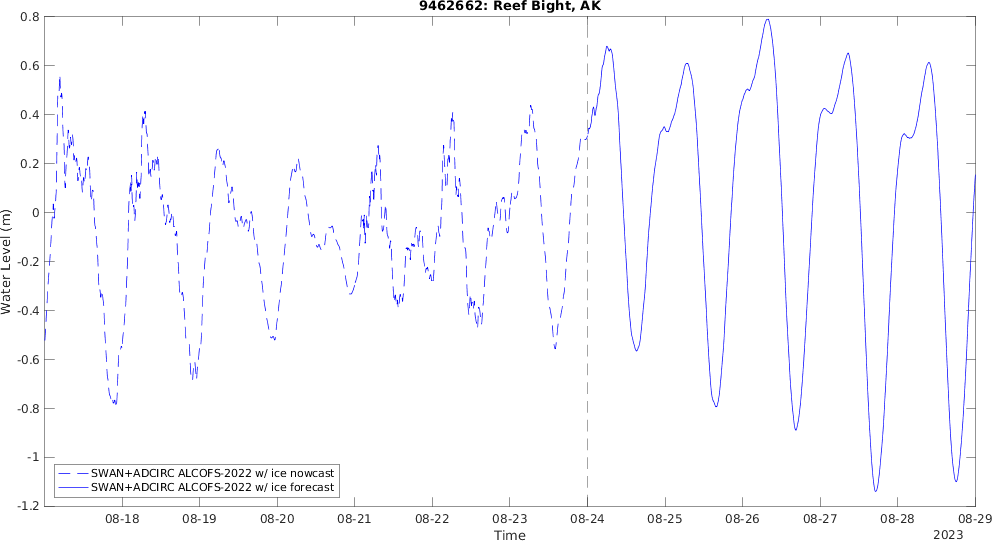 9462662: Reef Bight, AK
0.8
0.6
0.4
0.2
0
-0.2
-0.4
-0.6
-0.8
-1
-1.2
Water Level (m)
SWAN+ADCIRC ALCOFS-2022 w/ ice nowcast
SWAN+ADCIRC ALCOFS-2022 w/ ice forecast
08-18 08-19 08-20 08-21 08-22 08-23 08-24 08-25 08-26 08-27 08-28 08-29
Time
2023